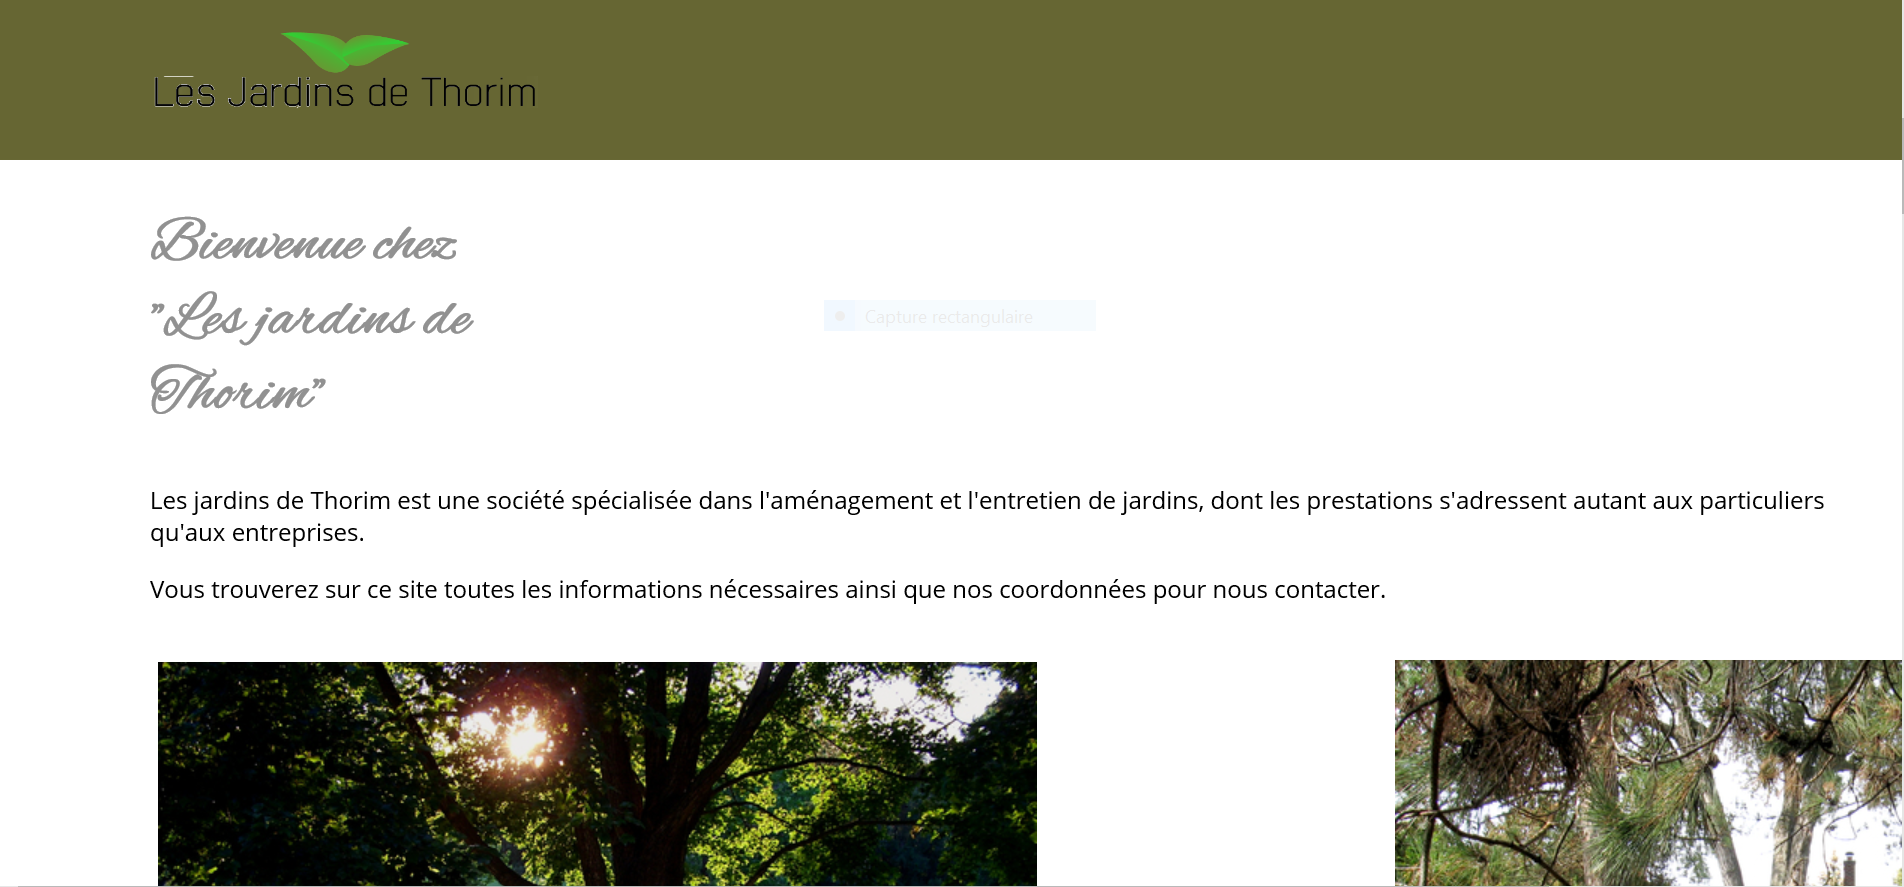 Les Jardins de Thorim
Bienvenue chez
"Les jardins de
Thorim"
Capture rectangulaire
Les jardins de Thorim est une société spécialisée dans l'aménagement et l'entretien de jardins, dont les prestations s'adressent autant aux particuliers
qu'aux entreprises.
Vous trouverez sur ce site toutes les informations nécessaires ainsi que nos coordonnées pour nous contacter.